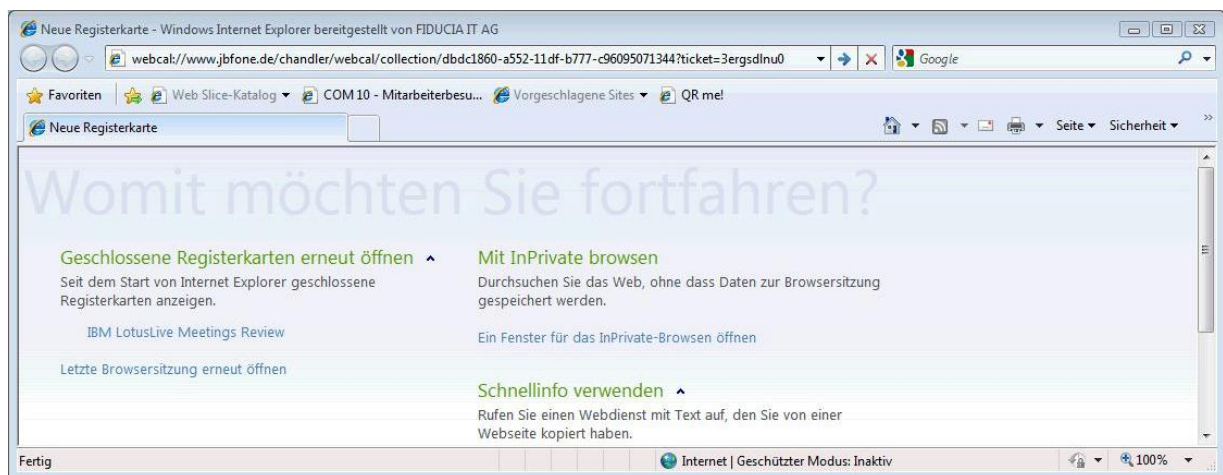 Neue Registerkarte - Windows Internet Explorer bereitgestellt von FIDUCIA IT AG
webcal://www.jbfone.de/chandler/webcal/collection/dbdc1860-a552-11df-b777-c96095071344?ticket=3ergsdlnu0
Google
Favoriten Web Slice-Katalog COM 10 - Mitarbeiterbesu... Vorgeschlagene Sites QR me!
Neue Registerkarte Seite Sicherheit »
Womit möchten Sie fortfahren?
Geschlossene Registerkarten erneut öffnen
Seit dem Start von Internet Explorer geschlossene
Registerkarten anzeigen.
IBM LotusLive Meetings Review
Letzte Browsersitzung erneut öffnen
Mit InPrivate browsen
Durchsuchen Sie das Web, ohne dass Daten zur Browsersitzung
gespeichert werden.
Ein Fenster für das InPrivate-Browsen öffnen
Schnellinfo verwenden
Rufen Sie einen Webdienst mit Text auf, den Sie von einer
Webseite kopiert haben.
Fertig Internet | Geschützter Modus: Inaktiv 100%